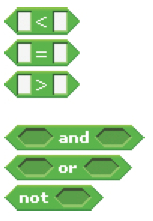 <
=
>
and
or
not